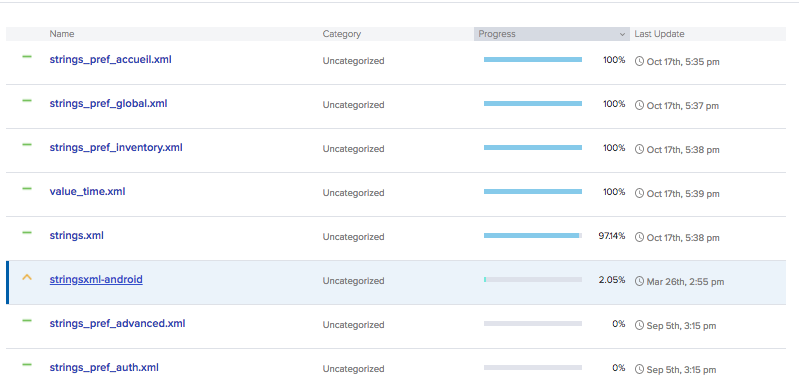 Name Category Progress Last Update
strings_pref_accueil.xml Uncategorized 100% Oct 17th, 5:35 pm
strings_pref_global.xml Uncategorized 100% Oct 17th, 5:37 pm
strings_pref_inventory.xml Uncategorized 100% Oct 17th, 5:38 pm
value_time.xml Uncategorized 100% Oct 17th, 5:39 pm
strings.xml Uncategorized 97.14% Oct 17th, 5:38 pm
stringsxml-android Uncategorized 2.05% Mar 26th, 2:55 pm
strings_pref_advanced.xml Uncategorized 0% Sep 5th, 3:15 pm
strings_pref_auth.xml Uncategorized 0% Sep 5th, 3:15 pm